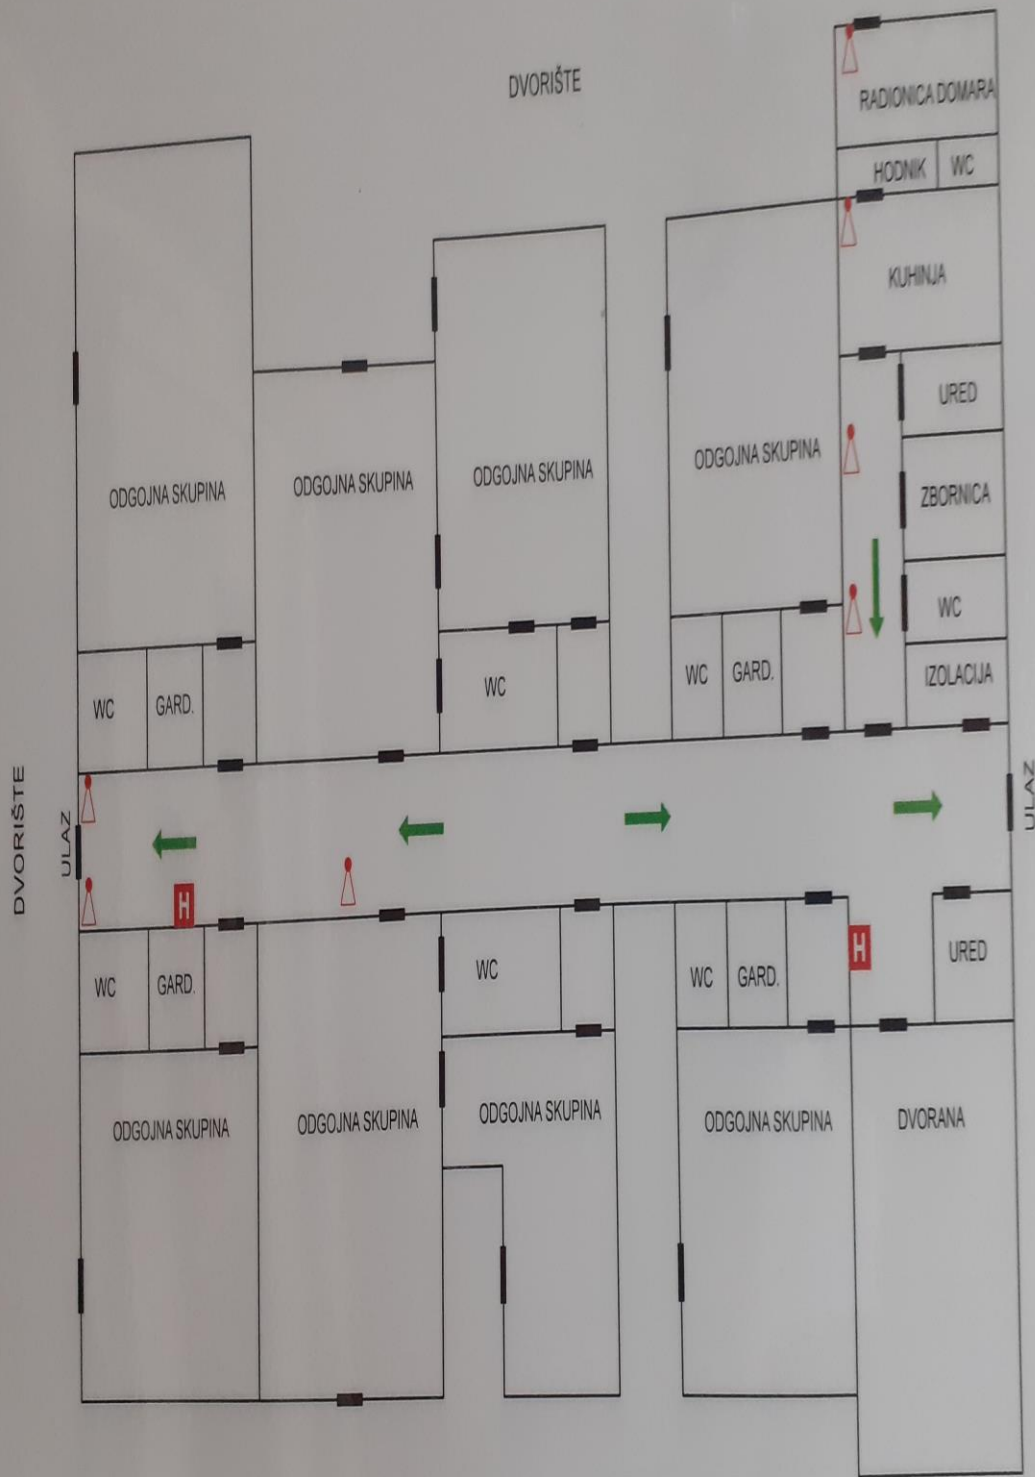 DVORIŠTE
RADIONICA DOMARA
HODNIK
WC
KUHINJA
URED
ODGOJNA SKUPINA
ODGOJNA SKUPINA
ODGOJNA SKUPINA
ODGOJNA SKUPINA
ZBORNICA
WC
WC
GARD.
WC
WC
GARD.
IZOLACIJA
DVORIŠTE
ULAZ
ULAZ
H
H
WC
GARD.
WC
WC
GARD.
URED
ODGOJNA SKUPINA
ODGOJNA SKUPINA
ODGOJNA SKUPINA
ODGOJNA SKUPINA
DVORANA